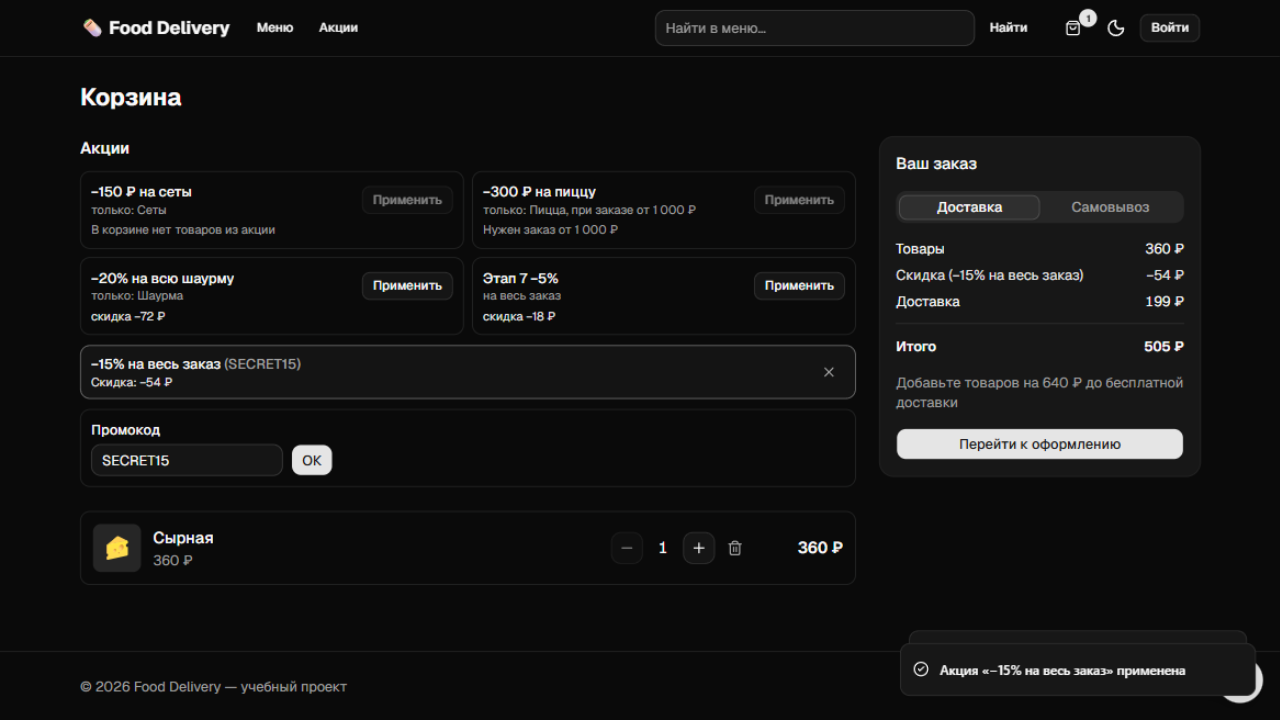 Food Delivery
Меню
Акции
Найти в меню...
Найти
1
Войти
Корзина
Акции
−150 ₽ на сеты
только: Сеты
В корзине нет товаров из акции
Применить
−300 ₽ на пиццу
только: Пицца, при заказе от 1 000 ₽
Нужен заказ от 1 000 ₽
Применить
−20% на всю шаурму
только: Шаурма
скидка −72 ₽
Применить
Этап 7 −5%
на весь заказ
скидка −18 ₽
Применить
−15% на весь заказ (SECRET15)
Скидка: −54 ₽
Промокод
SECRET15
ОК
Сырная
360 ₽
1
360 ₽
Ваш заказ
Доставка
Самовывоз
Товары 360 ₽
Скидка (−15% на весь заказ) −54 ₽
Доставка 199 ₽
Итого 505 ₽
Добавьте товаров на 640 ₽ до бесплатной
доставки
Перейти к оформлению
© 2026 Food Delivery — учебный проект
Акция «−15% на весь заказ» применена